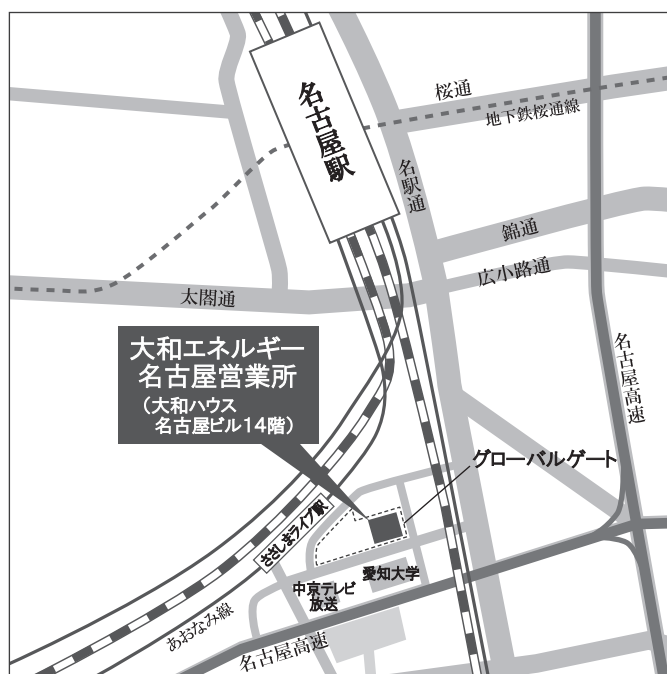 名古屋駅
桜通
地下鉄桜通線
名駅通
錦通
広小路通
太閤通
大和エネルギー
名古屋営業所
（大和ハウス
名古屋ビル14階）
名古屋高速
グローバルゲート
ささしまライブ駅
愛知大学
中京テレビ
放送
あおなみ線
名古屋高速